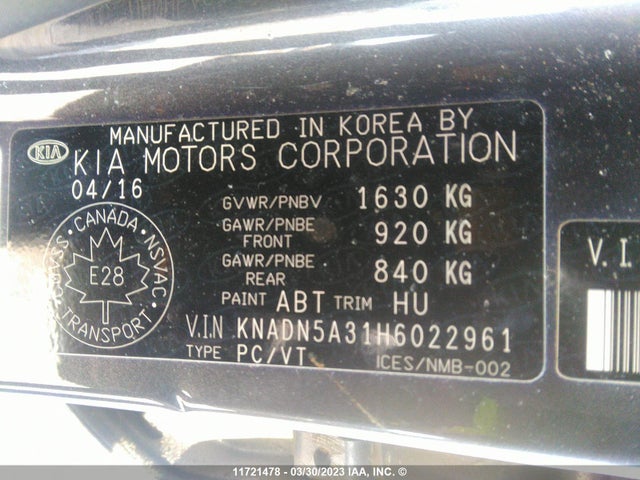 MANUFACTURED IN KOREA BY
KIA KIA MOTORS CORPORATION
04/16
GVWR/PNBV 1630 KG
GAWR/PNBE FRONT 920 KG
GAWR/PNBE REAR 840 KG
PAINT ABT TRIM HU
V.I.N KNADN5A31H6022961
TYPE PC/VT
ICES/NMB-002
CANADA
NSVAC
E28
TRANSPORT
V.I
11721478 - 03/30/2023 IAA, INC. ©